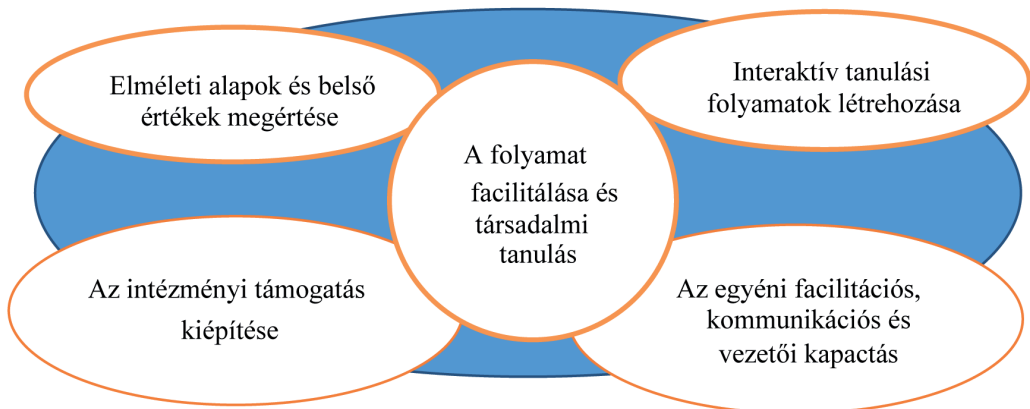 Elméleti alapok és belső
értékek megértése
Interaktív tanulási
folyamatok létrehozása
A folyamat
facilitálása és
társadalmi
tanulás
Az intézményi támogatás
kiépítése
Az egyéni facilitációs,
kommunikációs és
vezetői kapactás